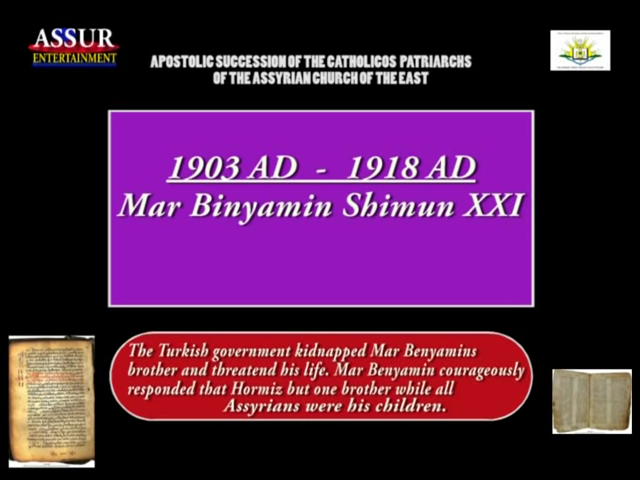 ASSUR
ENTERTAINMENT
APOSTOLIC SUCCESSION OF THE CATHOLICOS PATRIARCHS
OF THE ASSYRIAN CHURCH OF THE EAST
1903 AD - 1918 AD
Mar Binyamin Shimun XXI
The Turkish government kidnapped Mar Benyamins
brother and threatend his life. Mar Benyamin courageously
responded that Hormiz but one brother while all
Assyrians were his children.